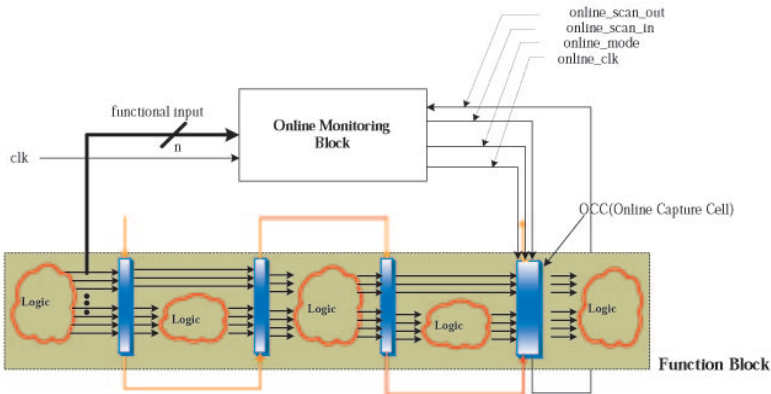 online_scan_out
online_scan_in
online_mode
online_clk
functional input
n
Online Monitoring
Block
clk
OCC(Online Capture Cell)
Logic
Logic
Logic
Logic
Logic
Function Block